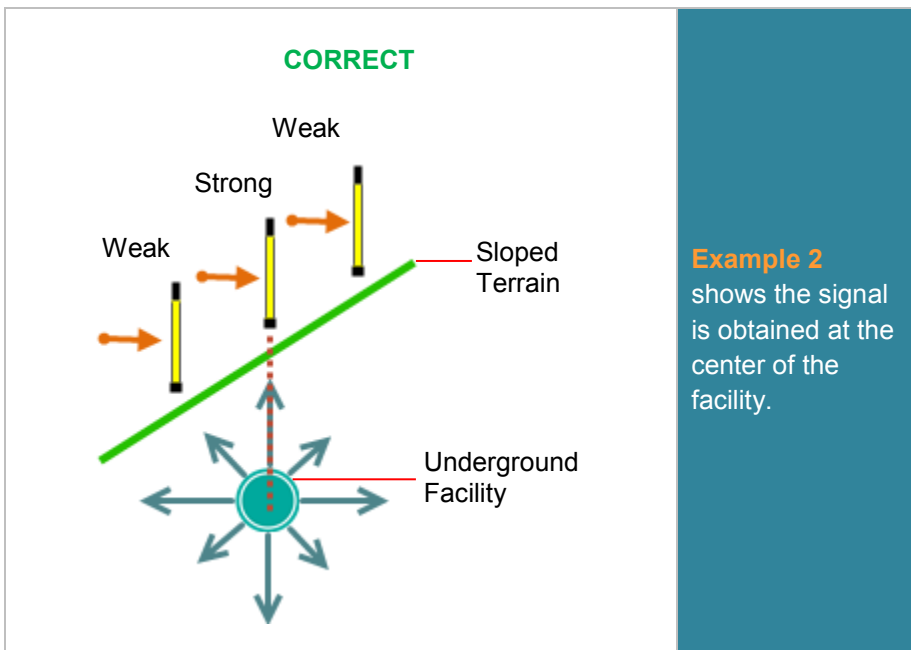 CORRECT
Weak
Strong
Weak
Sloped
Terrain
Underground
Facility
Example 2
shows the signal
is obtained at the
center of the
facility.